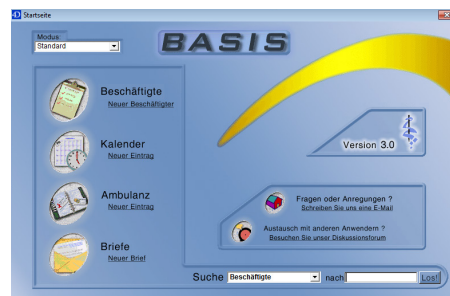 Startseite
Modus:
Standard
BASIS
Beschäftigte
Neuer Beschäftigter
Kalender
Neuer Eintrag
Version 3.0
Ambulanz
Neuer Eintrag
Fragen oder Anregungen ?
Schreiben Sie uns eine E-Mail
Austausch mit anderen Anwendern ?
Besuchen Sie unser Diskussionsforum
Briefe
Neuer Brief
Suche Beschäftigte nach Los!